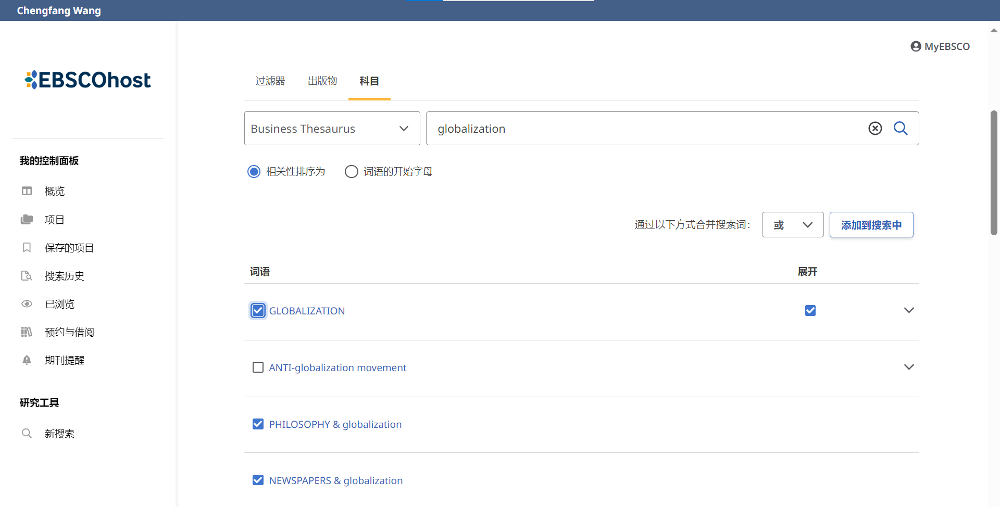 Chengfang Wang
MyEBSCO
EBSCOhost
过滤器 出版物 科目
Business Thesaurus globalization
相关性排序为 词语的开始字母
通过以下方式合并搜索词： 或 添加到搜索中
词语 展开
GLOBALIZATION
ANTI-globalization movement
PHILOSOPHY & globalization
NEWSPAPERS & globalization
我的控制面板
概览
项目
保存的项目
搜索历史
已浏览
预约与借阅
期刊提醒
研究工具
新搜索